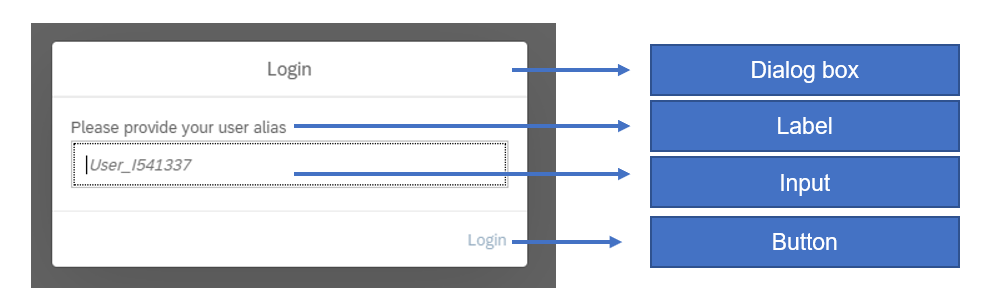 Login
Dialog box
Please provide your user alias
Label
User_I541337
Input
Login
Button